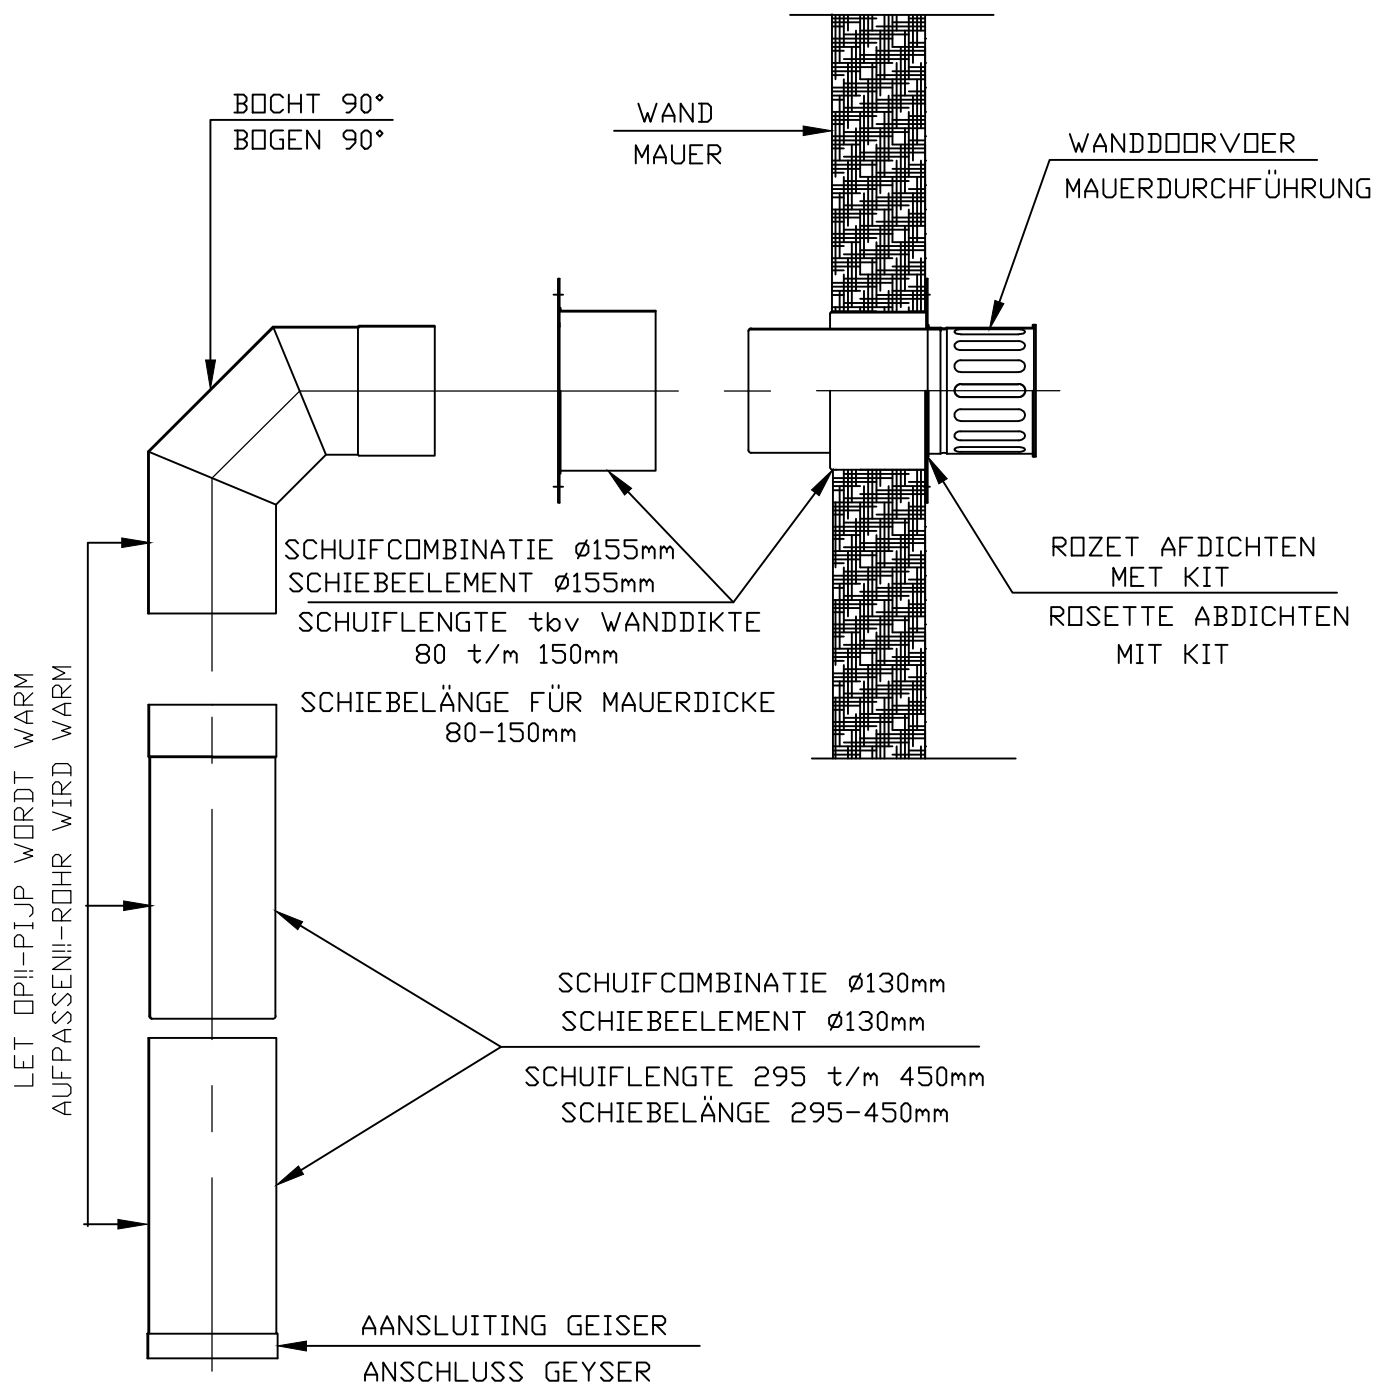 BOCHT 90°
BOGEN 90°
WAND
MAUER
WANDDOORVOER
MAUERDURCHFÜHRUNG
SCHUIFCOMBINATIE Ø155mm
SCHIEBEELEMENT Ø155mm
SCHUIFLENGTE tbv WANDDIKTE
80 t/m 150mm
SCHIEBELÄNGE FÜR MAUERDICKE
80-150mm
ROZET AFDICHTEN
MET KIT
ROSETTE ABDICHTEN
MIT KIT
LET OP!!-PIJP WORDT WARM
AUFPASSEN!!-ROHR WIRD WARM
SCHUIFCOMBINATIE Ø130mm
SCHIEBEELEMENT Ø130mm
SCHUIFLENGTE 295 t/m 450mm
SCHIEBELÄNGE 295-450mm
AANSLUITING GEISER
ANSCHLUSS GEYSER